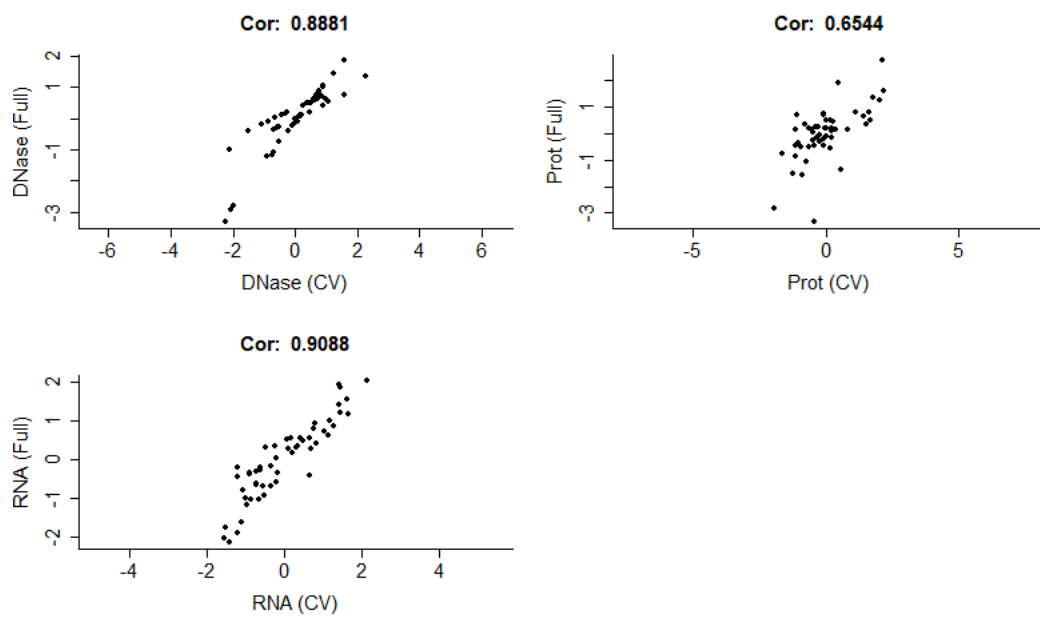 Cor: 0.8881
DNase (Full)
2
1
-1
-3
-6 -4 -2 0 2 4 6
DNase (CV)
Cor: 0.6544
Prot (Full)
1
-1
-3
-5 0 5
Prot (CV)
Cor: 0.9088
RNA (Full)
2
1
0
-1
-2
-4 -2 0 2 4
RNA (CV)